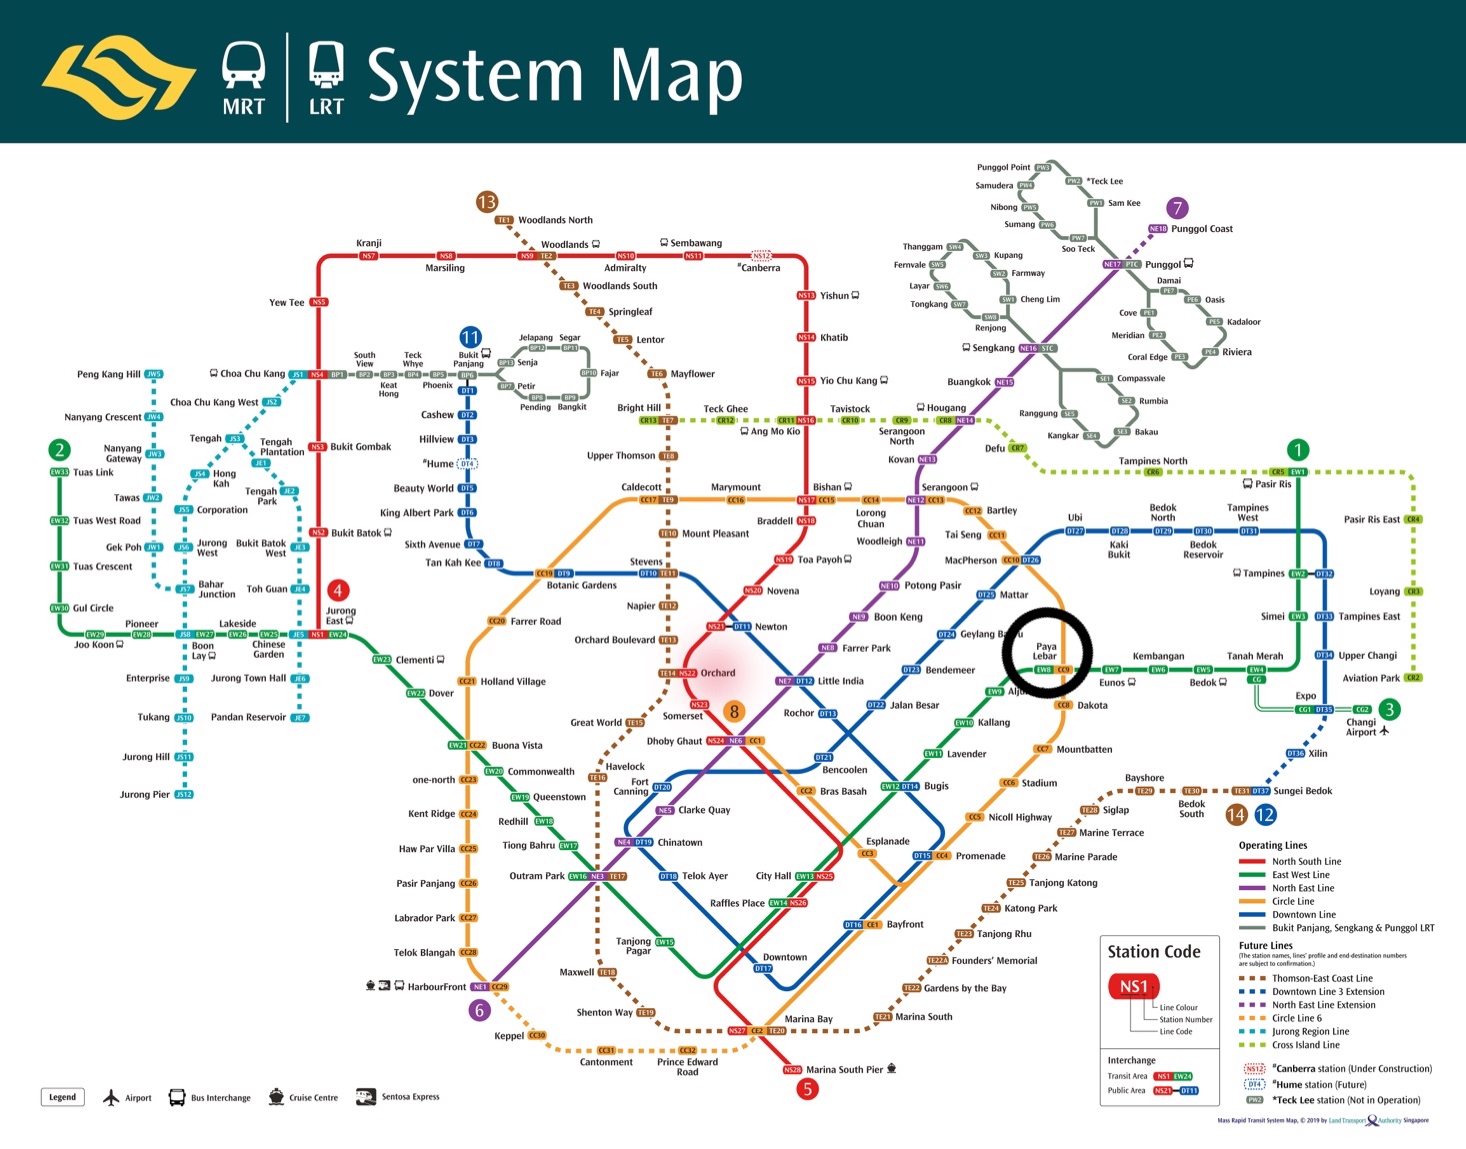 MRT
LRT
System Map
13
TE1 Woodlands North
Kranji
NS7
NS8
Marsiling
Woodlands
NS9 TE2
NS10
Admiralty
Sembawang
NS11
NS12
#Canberra
Punggol Point PW3
PW2 *Teck Lee
Samudera PW4
Nibong PW5
PW1 Sam Kee
Sumang PW6
PW7
Soo Teck
7
NE18 Punggol Coast
Thanggam SW4
SW3 Kupang
Fernvale SW5
SW2 Farmway
Layar SW6
SW1 Cheng Lim
Tongkang SW7
SW8
Renjong
NE17 PTC Punggol
Damai
PE7
PE6 Oasis
Cove PE1
PE5 Kadaloor
Meridian PE2
Coral Edge PE3
PE4 Riviera
TE3 Woodlands South
Yew Tee NS5
TE4 Springleaf
NS13 Yishun
11
TE5 Lentor
NS14 Khatib
Sengkang NE16 STC
Peng Kang Hill JW5
Choa Chu Kang JS1 NS4 BP1
South
View
BP2
BP3
Keat
Hong
Teck
Whye
BP4
BP5
Phoenix
Bukit
Panjang
BP6
Jelapang
BP12
Segar
BP11
BP13 Senja
BP10 Fajar
BP7 Petir
BP8
Pending
BP9
Bangkit
TE6 Mayflower
NS15 Yio Chu Kang
Buangkok NE15
SE1 Compassvale
SE2 Rumbia
SE3 Bakau
Kangkar SE4
Ranggung SE5
DT1
Choa Chu Kang West JS2
Nanyang Crescent JW4
Cashew DT2
Bright Hill
CR13 TE7
Teck Ghee
CR12
CR11 NS16
Ang Mo Kio
Tavistock
CR10
CR9
Serangoon
North
Hougang
CR8 NE14
Tengah
JS3
Hillview DT3
2
Nanyang
Gateway
JW3
Tengah
Plantation
JE1
NS3 Bukit Gombak
Upper Thomson TE8
Kovan NE13
Defu CR7
1
EW33 Tuas Link
JS4 Hong
Kah
#Hume DT4
Tampines North
CR6
CR5 EW1
Pasir Ris
Beauty World DT5
Tawas JW2
Tengah
Park
JE2
Caldecott
CC17 TE9
Marymount
CC16
Bishan
NS17 CC15
CC14
Lorong
Chuan
Serangoon
NE12 CC13
CC12 Bartley
JS5 Corporation
King Albert Park DT6
EW32 Tuas West Road
Braddell NS18
Ubi
DT27
DT28
Kaki
Bukit
Bedok
North
DT29
DT30
Bedok
Reservoir
Tampines
West
DT31
Pasir Ris East CR4
TE10 Mount Pleasant
Tai Seng CC11
Woodleigh NE11
NS2 Bukit Batok
Gek Poh JW1
JS6 Jurong
West
Bukit Batok
West
JE3
Sixth Avenue DT7
Tan Kah Kee DT8
Stevens
DT10 TE11
NS19 Toa Payoh
MacPherson CC10 DT26
EW31 Tuas Crescent
CC19 DT9
Botanic Gardens
Tampines EW2 DT32
NE10 Potong Pasir
JS7
Bahar
Junction
Toh Guan JE4
4
NS20 Novena
DT25 Mattar
Loyang CR3
EW30 Gul Circle
Napier TE12
NE9 Boon Keng
Simei EW3
DT33 Tampines East
CC20 Farrer Road
NS21 DT11 Newton
Pioneer
EW29
Joo Koon
EW28
JS8 EW27
Boon
Lay
Lakeside
EW26
EW25
Chinese
Garden
JE5 NS1 EW24
Jurong
East
DT24
Orchard Boulevard TE13
NE8 Farrer Park
Paya
Lebar
EW8 CC9
EW7
Eunos
Kembangan
EW6
EW5
Bedok
Tanah Merah
EW4
CG
DT34 Upper Changi
EW23 Clementi
TE14 NS22 Orchard
DT23 Bendemeer
Aviation Park CR2
Enterprise JS9
Jurong Town Hall JE6
CC21 Holland Village
NE7 DT12 Little India
EW22 Dover
EW9
Expo
CG1 DT35
CG2
Changi
Airport
3
NS23
Somerset
8
DT22 Jalan Besar
CC8 Dakota
Tukang JS10
Pandan Reservoir JE7
Great World TE15
Rochor DT13
EW10 Kallang
EW21 CC22 Buona Vista
Dhoby Ghaut NS24 NE6 CC1
CC7 Mountbatten
Jurong Hill JS11
EW20 Commonwealth
DT21
Bencoolen
EW11 Lavender
DT36 Xilin
one-north CC23
Havelock
TE16
Fort
Canning
DT20
EW12 DT14 Bugis
CC6 Stadium
Bayshore
TE29
TE30
Bedok
South
TE31 DT37 Sungei Bedok
Jurong Pier JS12
EW19 Queenstown
CC2 Bras Basah
Kent Ridge CC24
NE5 Clarke Quay
CC5 Nicoll Highway
TE28 Siglap
14
12
Redhill EW18
TE27 Marine Terrace
Haw Par Villa CC25
Tiong Bahru EW17
NE4 DT19 Chinatown
Esplanade
CC3
DT15 CC4 Promenade
TE26 Marine Parade
Pasir Panjang CC26
Outram Park EW16 NE3 TE17
DT18 Telok Ayer
City Hall EW13 NS25
TE25 Tanjong Katong
Raffles Place EW14 NS26
TE24 Katong Park
Labrador Park CC27
DT16 CE1 Bayfront
TE23 Tanjong Rhu
Tanjong
Pagar
EW15
Telok Blangah CC28
Downtown
DT17
TE22A Founders' Memorial
Maxwell TE18
HarbourFront NE1 CC29
TE22 Gardens by the Bay
6
Shenton Way TE19
Marina Bay
NS27 CE2 TE20
TE21 Marina South
Keppel CC30
CC31
Cantonment
CC32
Prince Edward
Road
NS28 Marina South Pier
5
Operating Lines
North South Line
East West Line
North East Line
Circle Line
Downtown Line
Bukit Panjang, Sengkang & Punggol LRT
Future Lines
(The station names, lines' profile and end-destination numbers
are subject to confirmation.)
Thomson-East Coast Line
Downtown Line 3 Extension
North East Line Extension
Circle Line 6
Jurong Region Line
Cross Island Line
NS12 #Canberra station (Under Construction)
DT4 #Hume station (Future)
PW2 *Teck Lee station (Not in Operation)
Station Code
NS1
Line Colour
Station Number
Line Code
Interchange
Transit Area NS1 EW24
Public Area NS21 DT11
Legend
Airport
Bus Interchange
Cruise Centre
Sentosa Express
Mass Rapid Transit System Map, © 2019 by Land Transport Authority Singapore